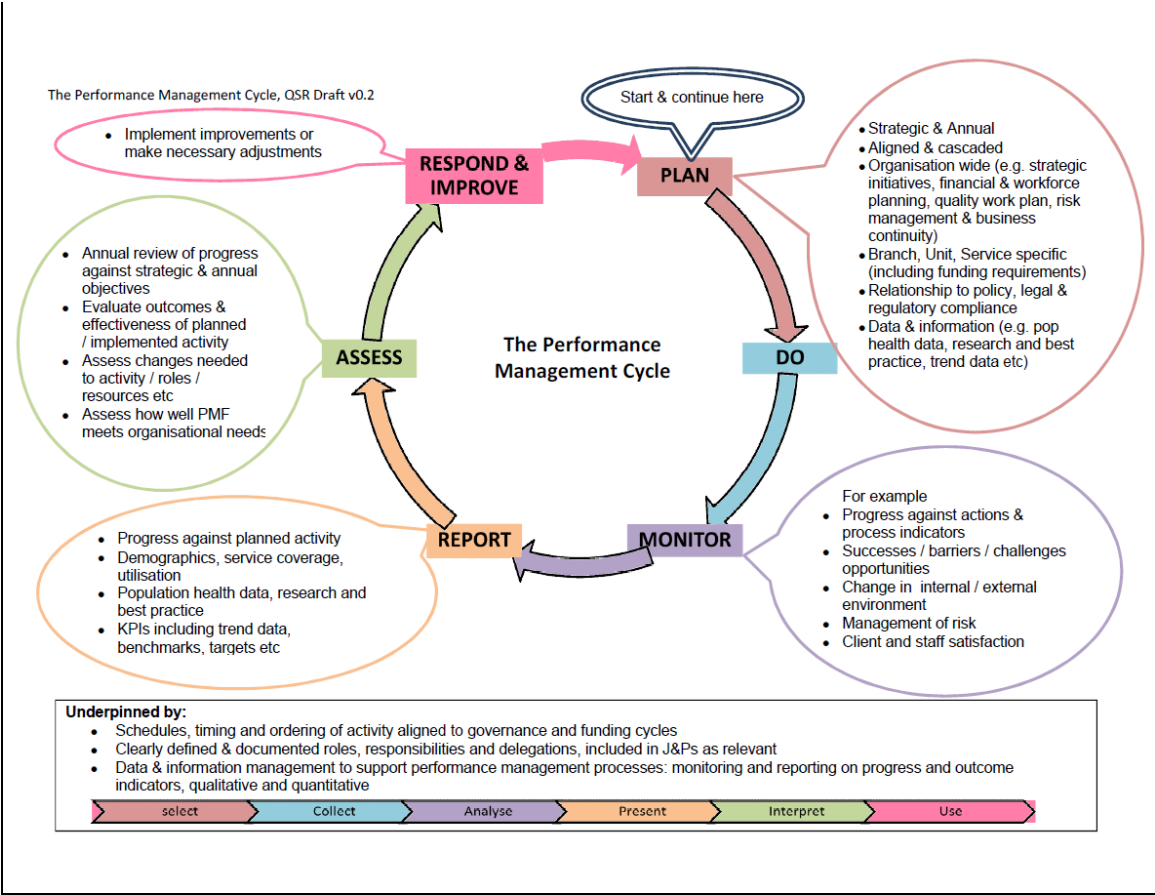 The Performance Management Cycle, QSR Draft v0.2
Start & continue here
• Implement improvements or
make necessary adjustments
RESPOND &
IMPROVE
PLAN
• Strategic & Annual
• Aligned & cascaded
• Organisation wide (e.g. strategic
initiatives, financial & workforce
planning, quality work plan, risk
management & business
continuity)
• Branch, Unit, Service specific
(including funding requirements)
• Relationship to policy, legal &
regulatory compliance
• Data & information (e.g. pop
health data, research and best
practice, trend data etc)
• Annual review of progress
against strategic & annual
objectives
• Evaluate outcomes &
effectiveness of planned
/ implemented activity
• Assess changes needed
to activity / roles /
resources etc
• Assess how well PMF
meets organisational needs
ASSESS
The Performance
Management Cycle
DO
REPORT
MONITOR
• Progress against planned activity
• Demographics, service coverage,
utilisation
• Population health data, research and
best practice
• KPIs including trend data,
benchmarks, targets etc
For example
• Progress against actions &
process indicators
• Successes / barriers / challenges
opportunities
• Change in internal / external
environment
• Management of risk
• Client and staff satisfaction
Underpinned by:
• Schedules, timing and ordering of activity aligned to governance and funding cycles
• Clearly defined & documented roles, responsibilities and delegations, included in J&Ps as relevant
• Data & information management to support performance management processes: monitoring and reporting on progress and outcome
indicators, qualitative and quantitative
select
Collect
Analyse
Present
Interpret
Use